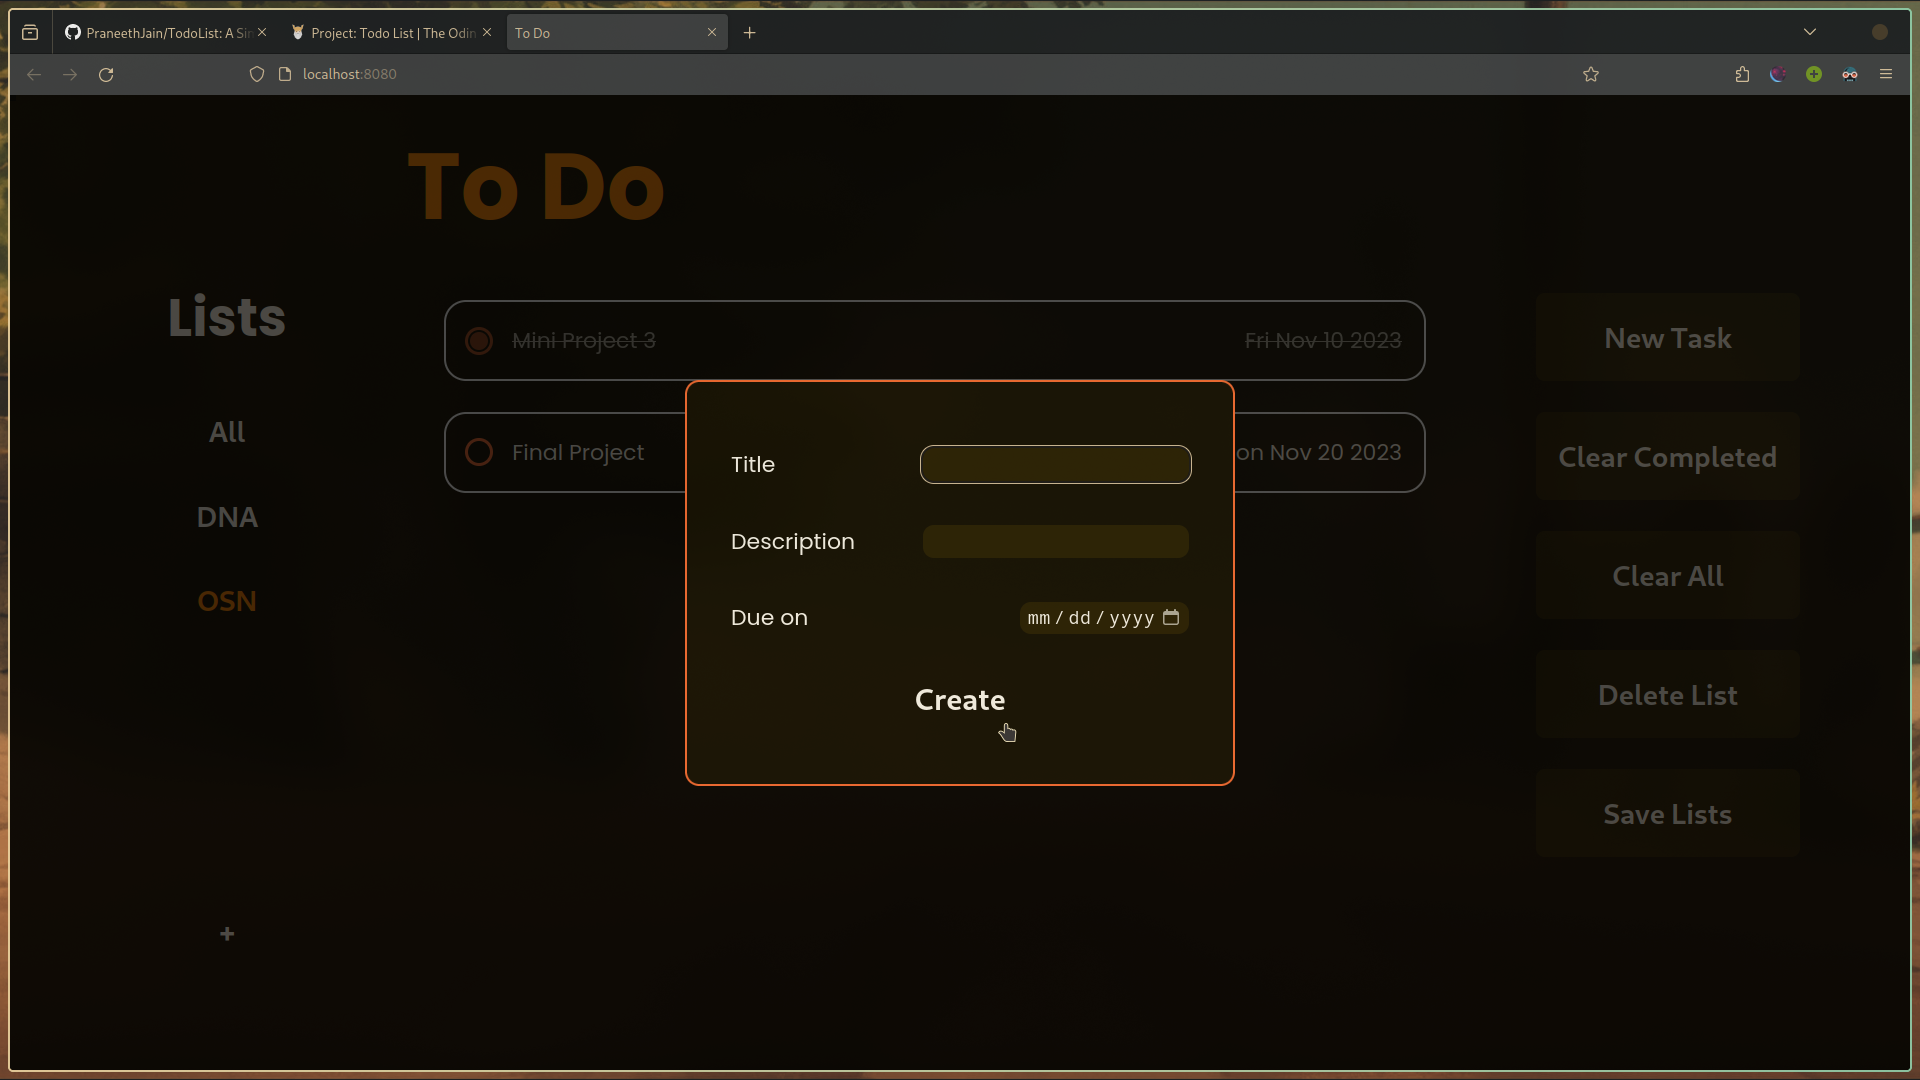 PraneethJain/TodoList: A Sin
Project: Todo List | The Odin
To Do
localhost:8080
To Do
Lists
All
DNA
OSN
+
Mini Project 3 Fri Nov 10 2023
Final Project on Nov 20 2023
Title
Description
Due on mm/dd/yyyy
Create
New Task
Clear Completed
Clear All
Delete List
Save Lists